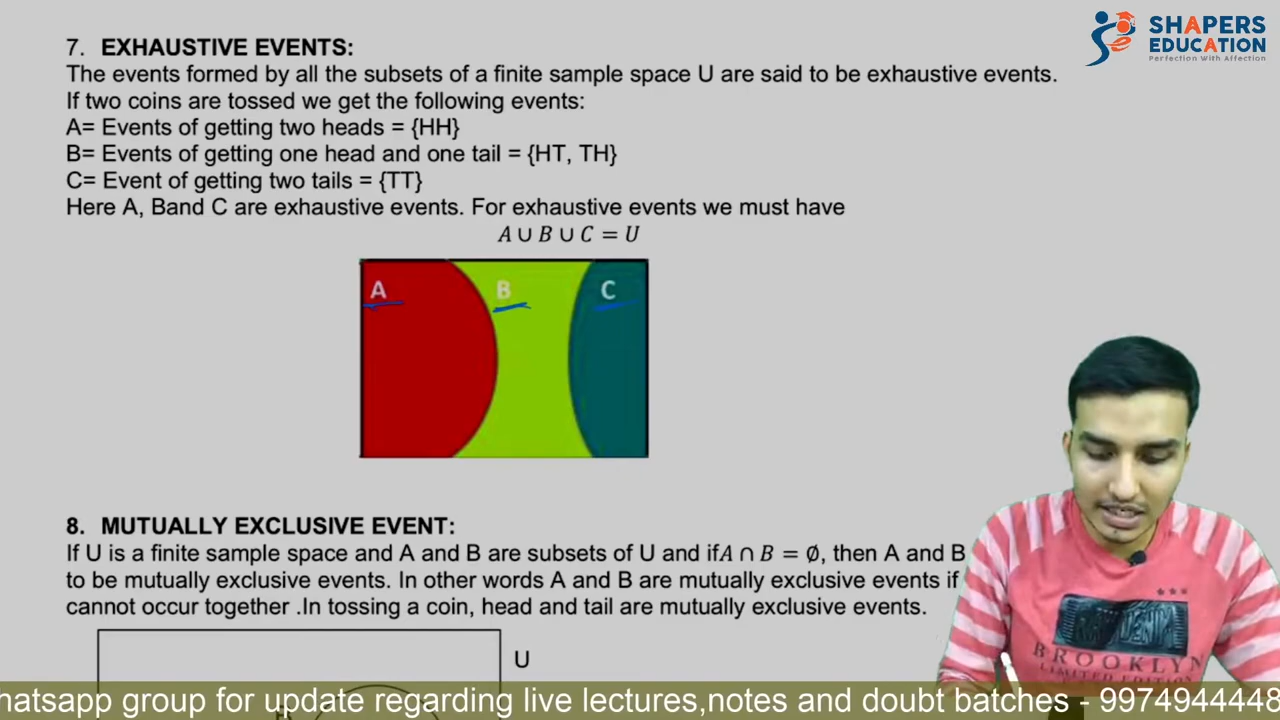 SHAPERS
EDUCATION
Perfection With Affection
7. EXHAUSTIVE EVENTS:
The events formed by all the subsets of a finite sample space U are said to be exhaustive events.
If two coins are tossed we get the following events:
A= Events of getting two heads = {HH}
B= Events of getting one head and one tail = {HT, TH}
C= Event of getting two tails = {TT}
Here A, Band C are exhaustive events. For exhaustive events we must have
A ∪ B ∪ C = U
A B C
8. MUTUALLY EXCLUSIVE EVENT:
If U is a finite sample space and A and B are subsets of U and if A ∩ B = ∅, then A and B
to be mutually exclusive events. In other words A and B are mutually exclusive events if
cannot occur together .In tossing a coin, head and tail are mutually exclusive events.
U
BROOKLYN
LIMITED EDITION
hatsapp group for update regarding live lectures,notes and doubt batches - 9974944448